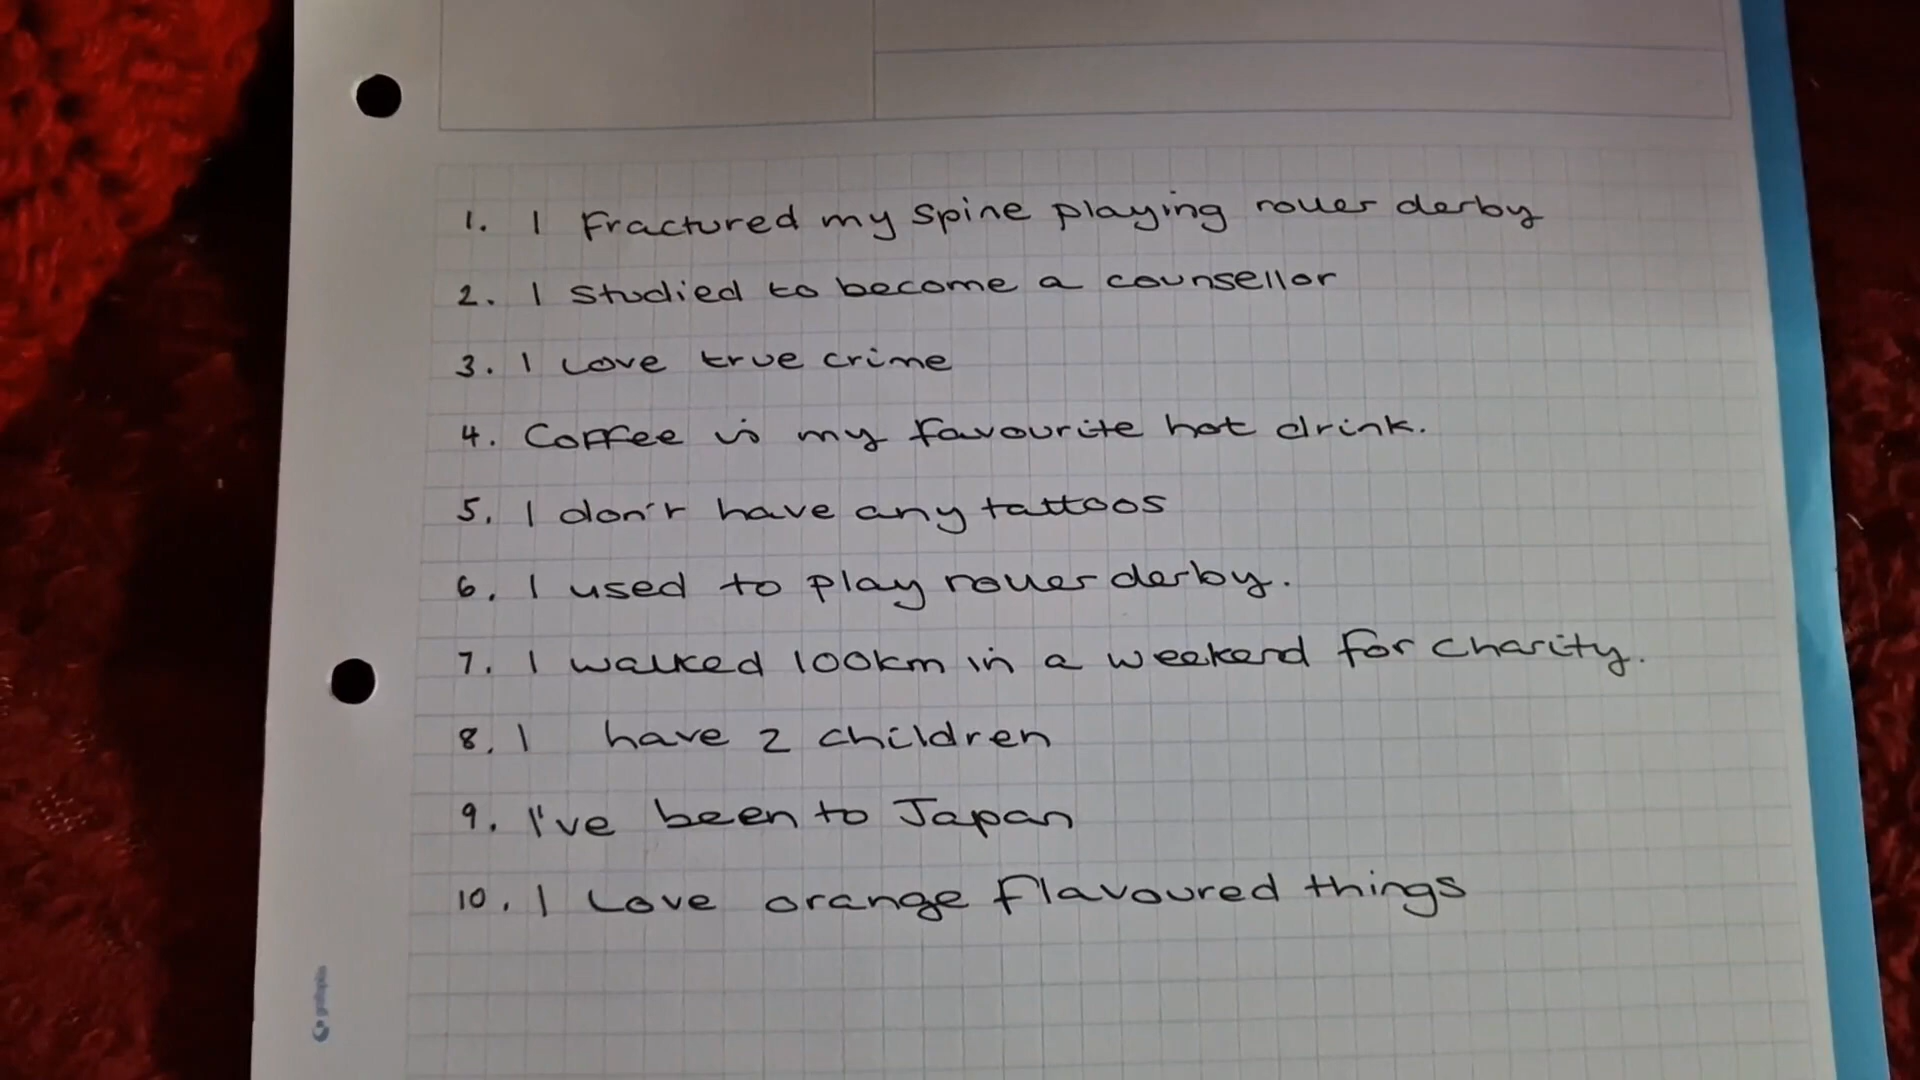 1. I Fractured my spine playing roller derby
2. I studied to become a counsellor
3. I love true crime
4. Coffee is my favourite hot drink.
5. I don't have any tattoos
6. I used to play roller derby.
7. I walked 100km in a weekend for charity.
8. I have 2 children
9. I've been to Japan
10. I love orange flavoured things